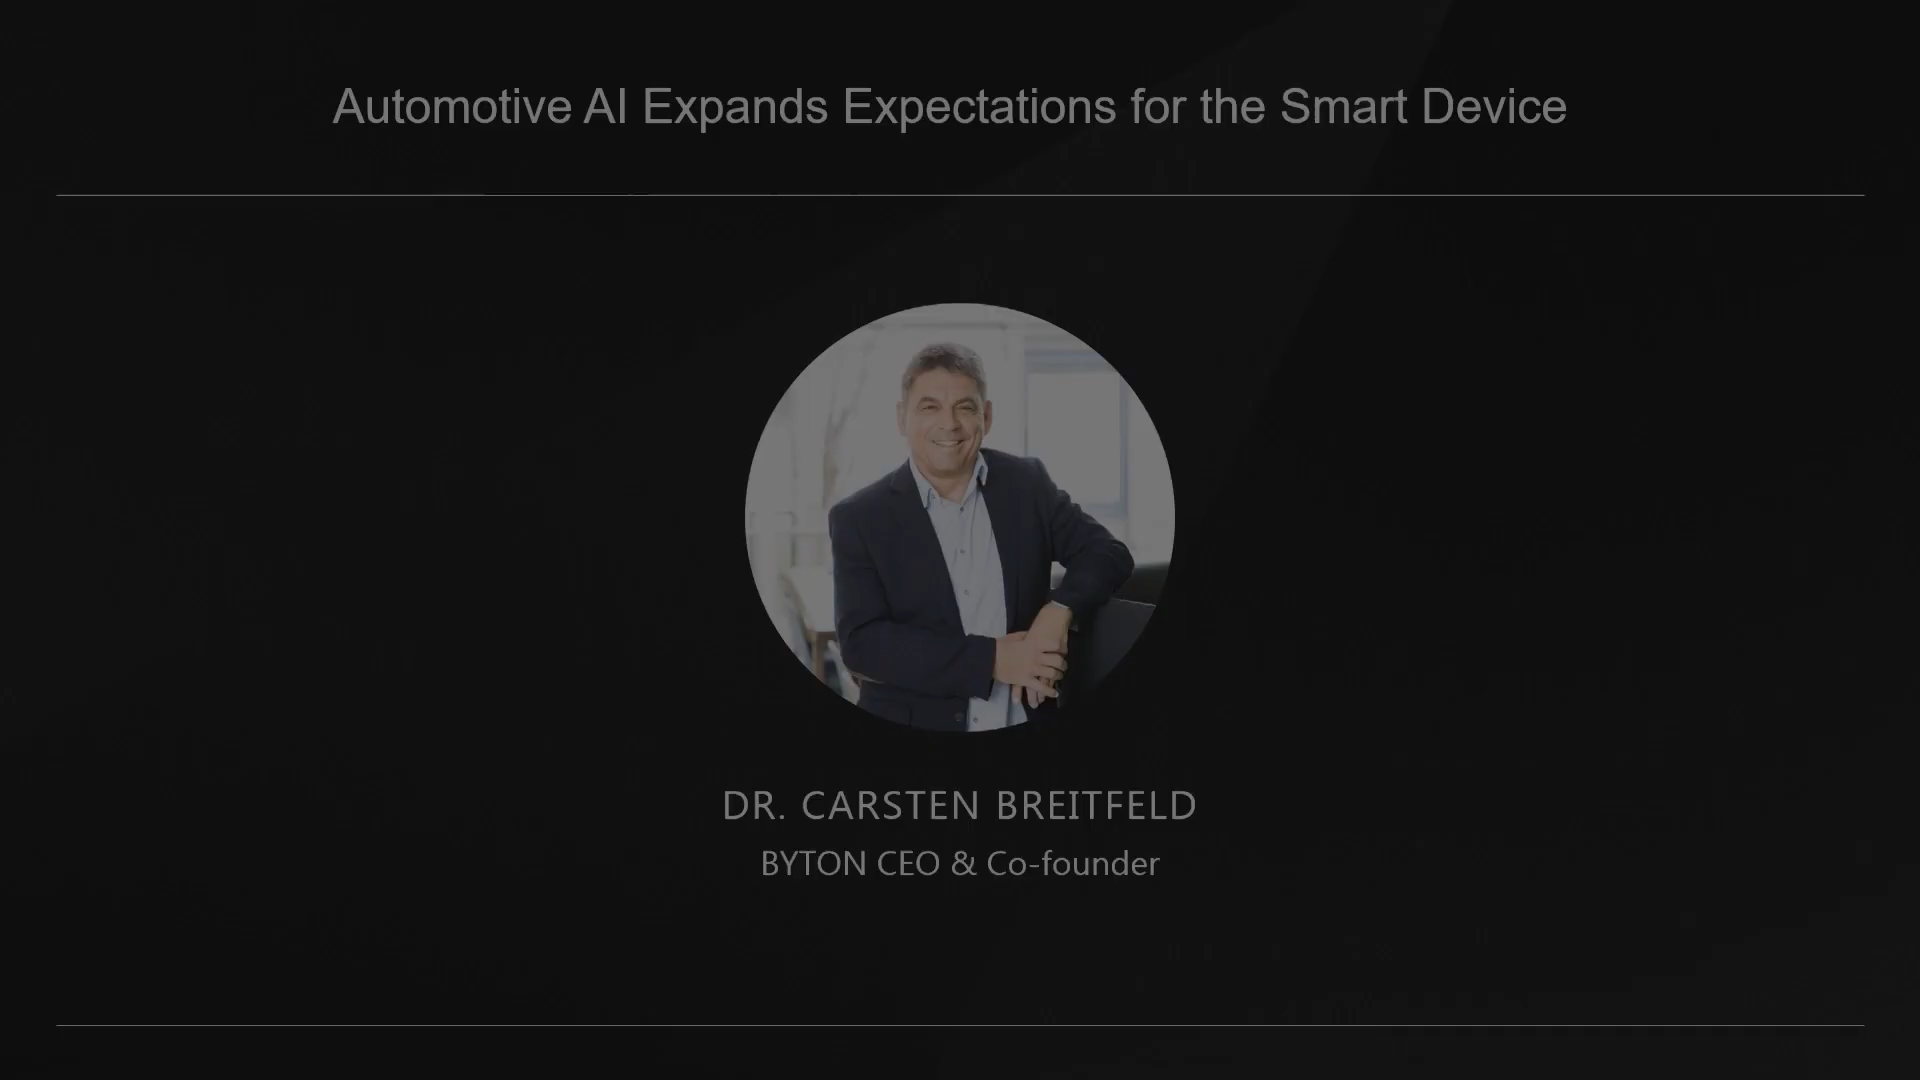 Automotive AI Expands Expectations for the Smart Device
DR. CARSTEN BREITFELD
BYTON CEO & Co-founder